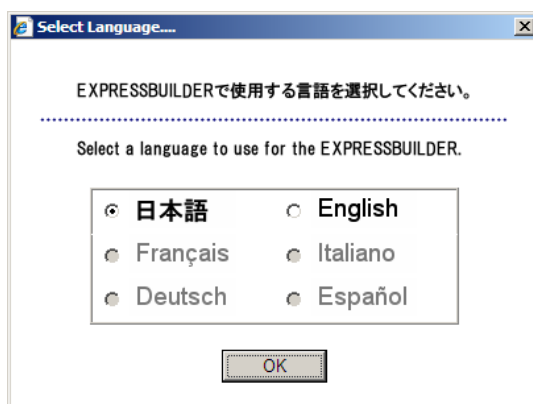 Select Language....
EXPRESSBUILDERで使用する言語を選択してください。
Select a language to use for the EXPRESSBUILDER.
日本語 English
Français Italiano
Deutsch Español
OK